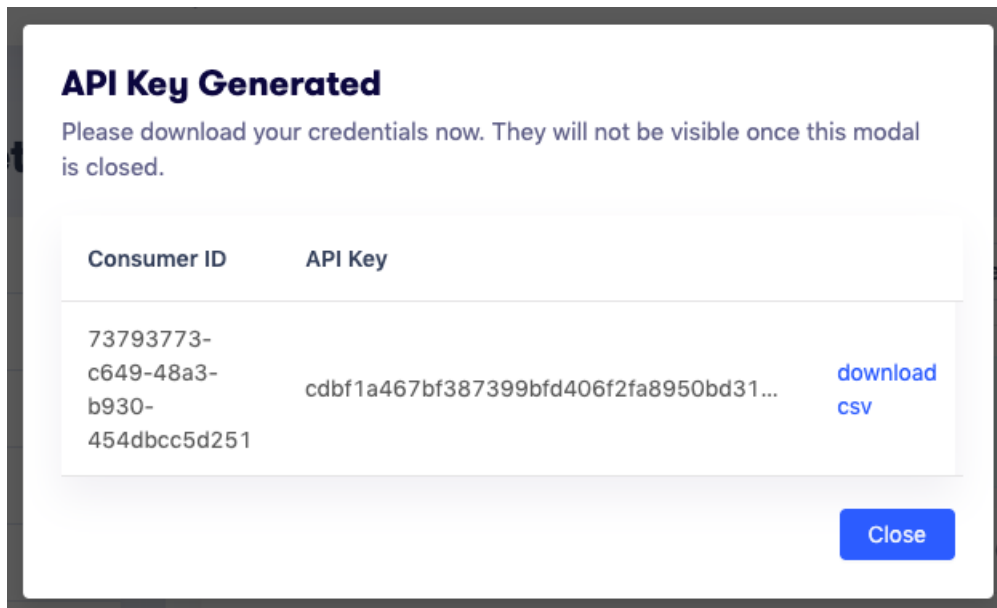 API Key Generated
Please download your credentials now. They will not be visible once this modal
is closed.
Consumer ID API Key
73793773-
c649-48a3-
b930-
454dbcc5d251
cdbf1a467bf387399bfd406f2fa8950bd31...
download
csv
Close